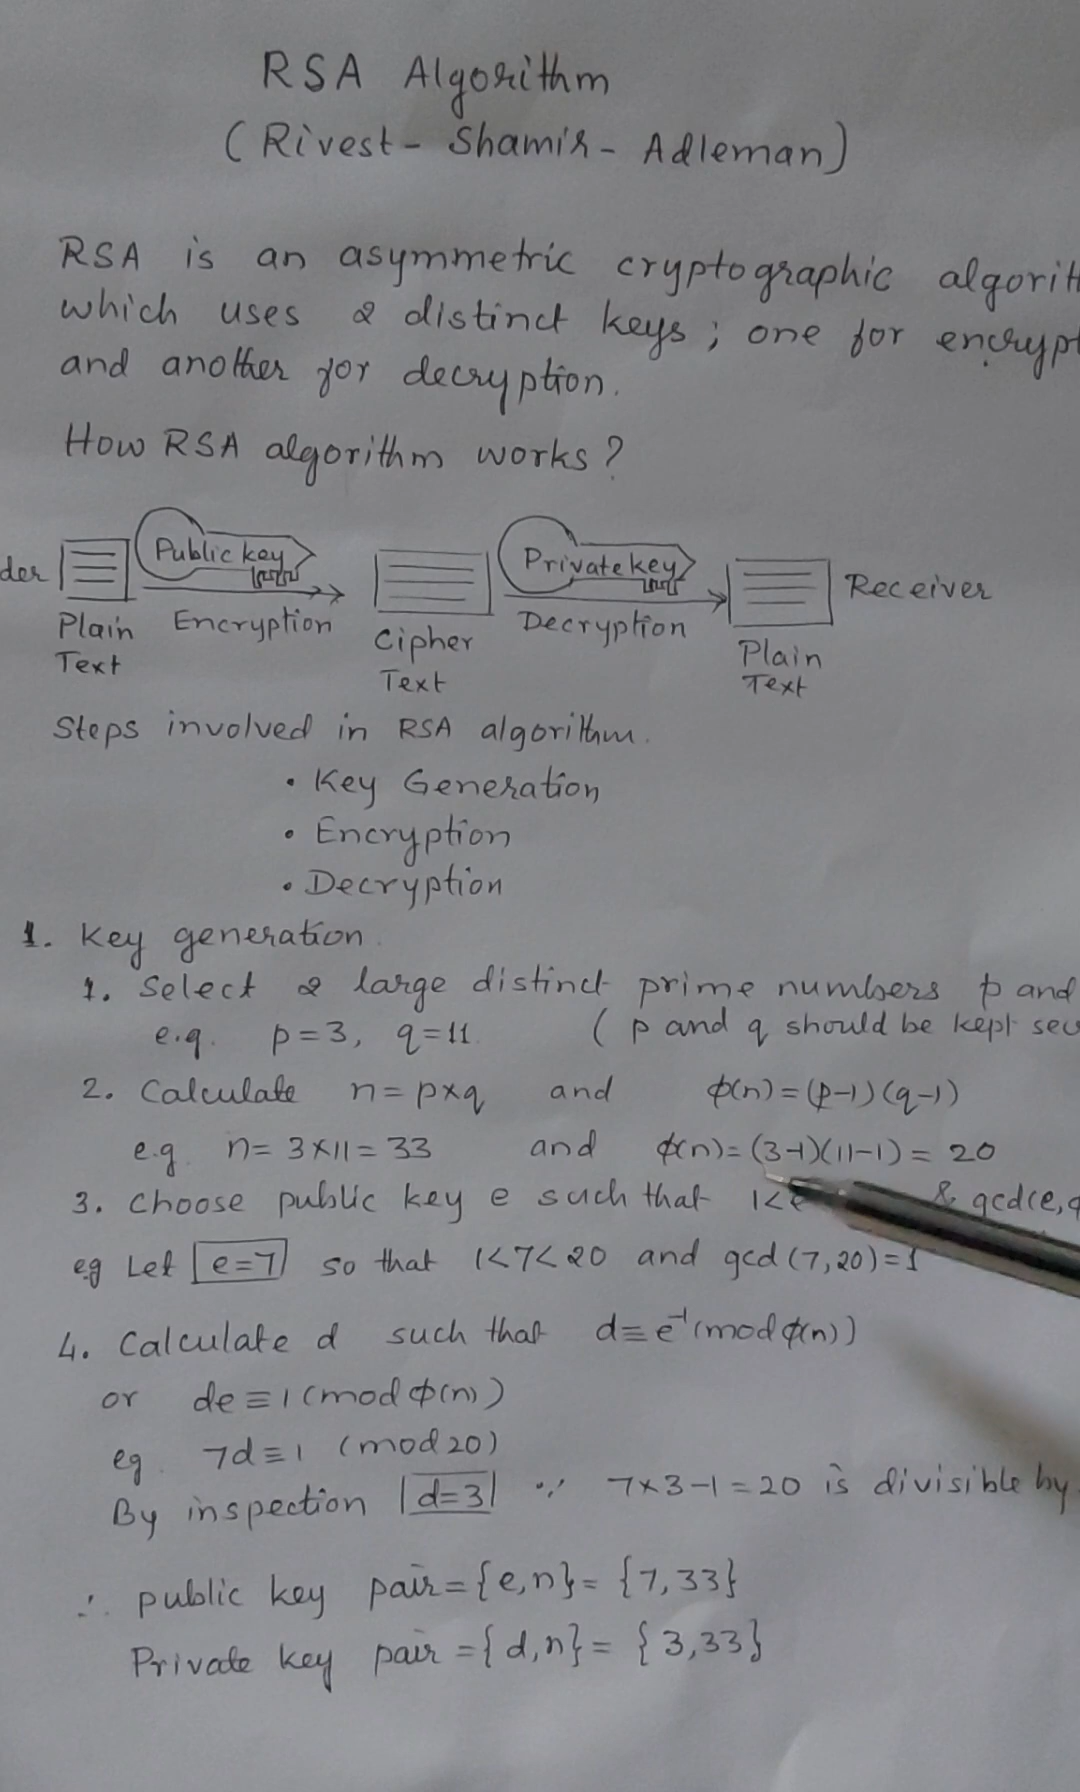 RSA Algorithm
(Rivest - Shamir - Adleman)
RSA is an asymmetric cryptographic algorit
which uses 2 distinct keys; one for encrypt
and another for decryption.
How RSA algorithm works?
der
Public key
Private key
Receiver
Plain Text
Encryption
Cipher Text
Decryption
Plain Text
Steps involved in RSA algorithm.
• Key Generation
• Encryption
• Decryption
1. Key generation.
1. Select 2 large distinct prime numbers p and
e.g. p=3, q=11. (p and q should be kept sec
2. Calculate n=p×q and ϕ(n)=(p-1)(q-1)
e.g n= 3×11= 33 and ϕ(n)=(3-1)(11-1)= 20
3. Choose public key e such that 1<e & gcd(e,
eg Let e=7 so that 1<7<20 and gcd(7,20)=1
4. Calculate d such that d≡e⁻¹(mod ϕ(n))
or de≡1(mod ϕ(n))
eg. 7d≡1 (mod 20)
By inspection d=3 ∵ 7×3-1=20 is divisible by
∴ public key pair={e,n}= {7,33}
Private key pair ={d,n}= {3,33}